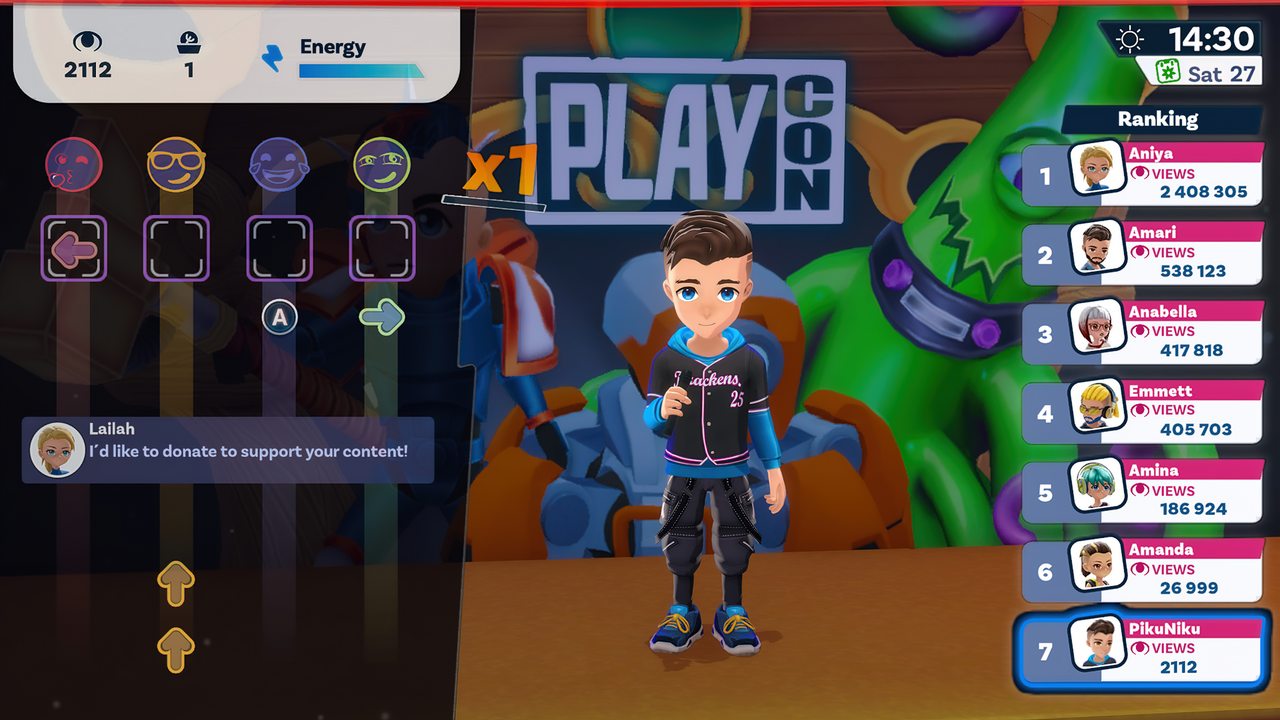 2112
1
Energy
x1
PLAY
CON
14:30
Sat 27
Ranking
1
Aniya
VIEWS
2 408 305
2
Amari
VIEWS
538 123
3
Anabella
VIEWS
417 818
4
Emmett
VIEWS
405 703
5
Amina
VIEWS
186 924
6
Amanda
VIEWS
26 999
7
PikuNiku
VIEWS
2112
A
Lailah
I´d like to donate to support your content!
25